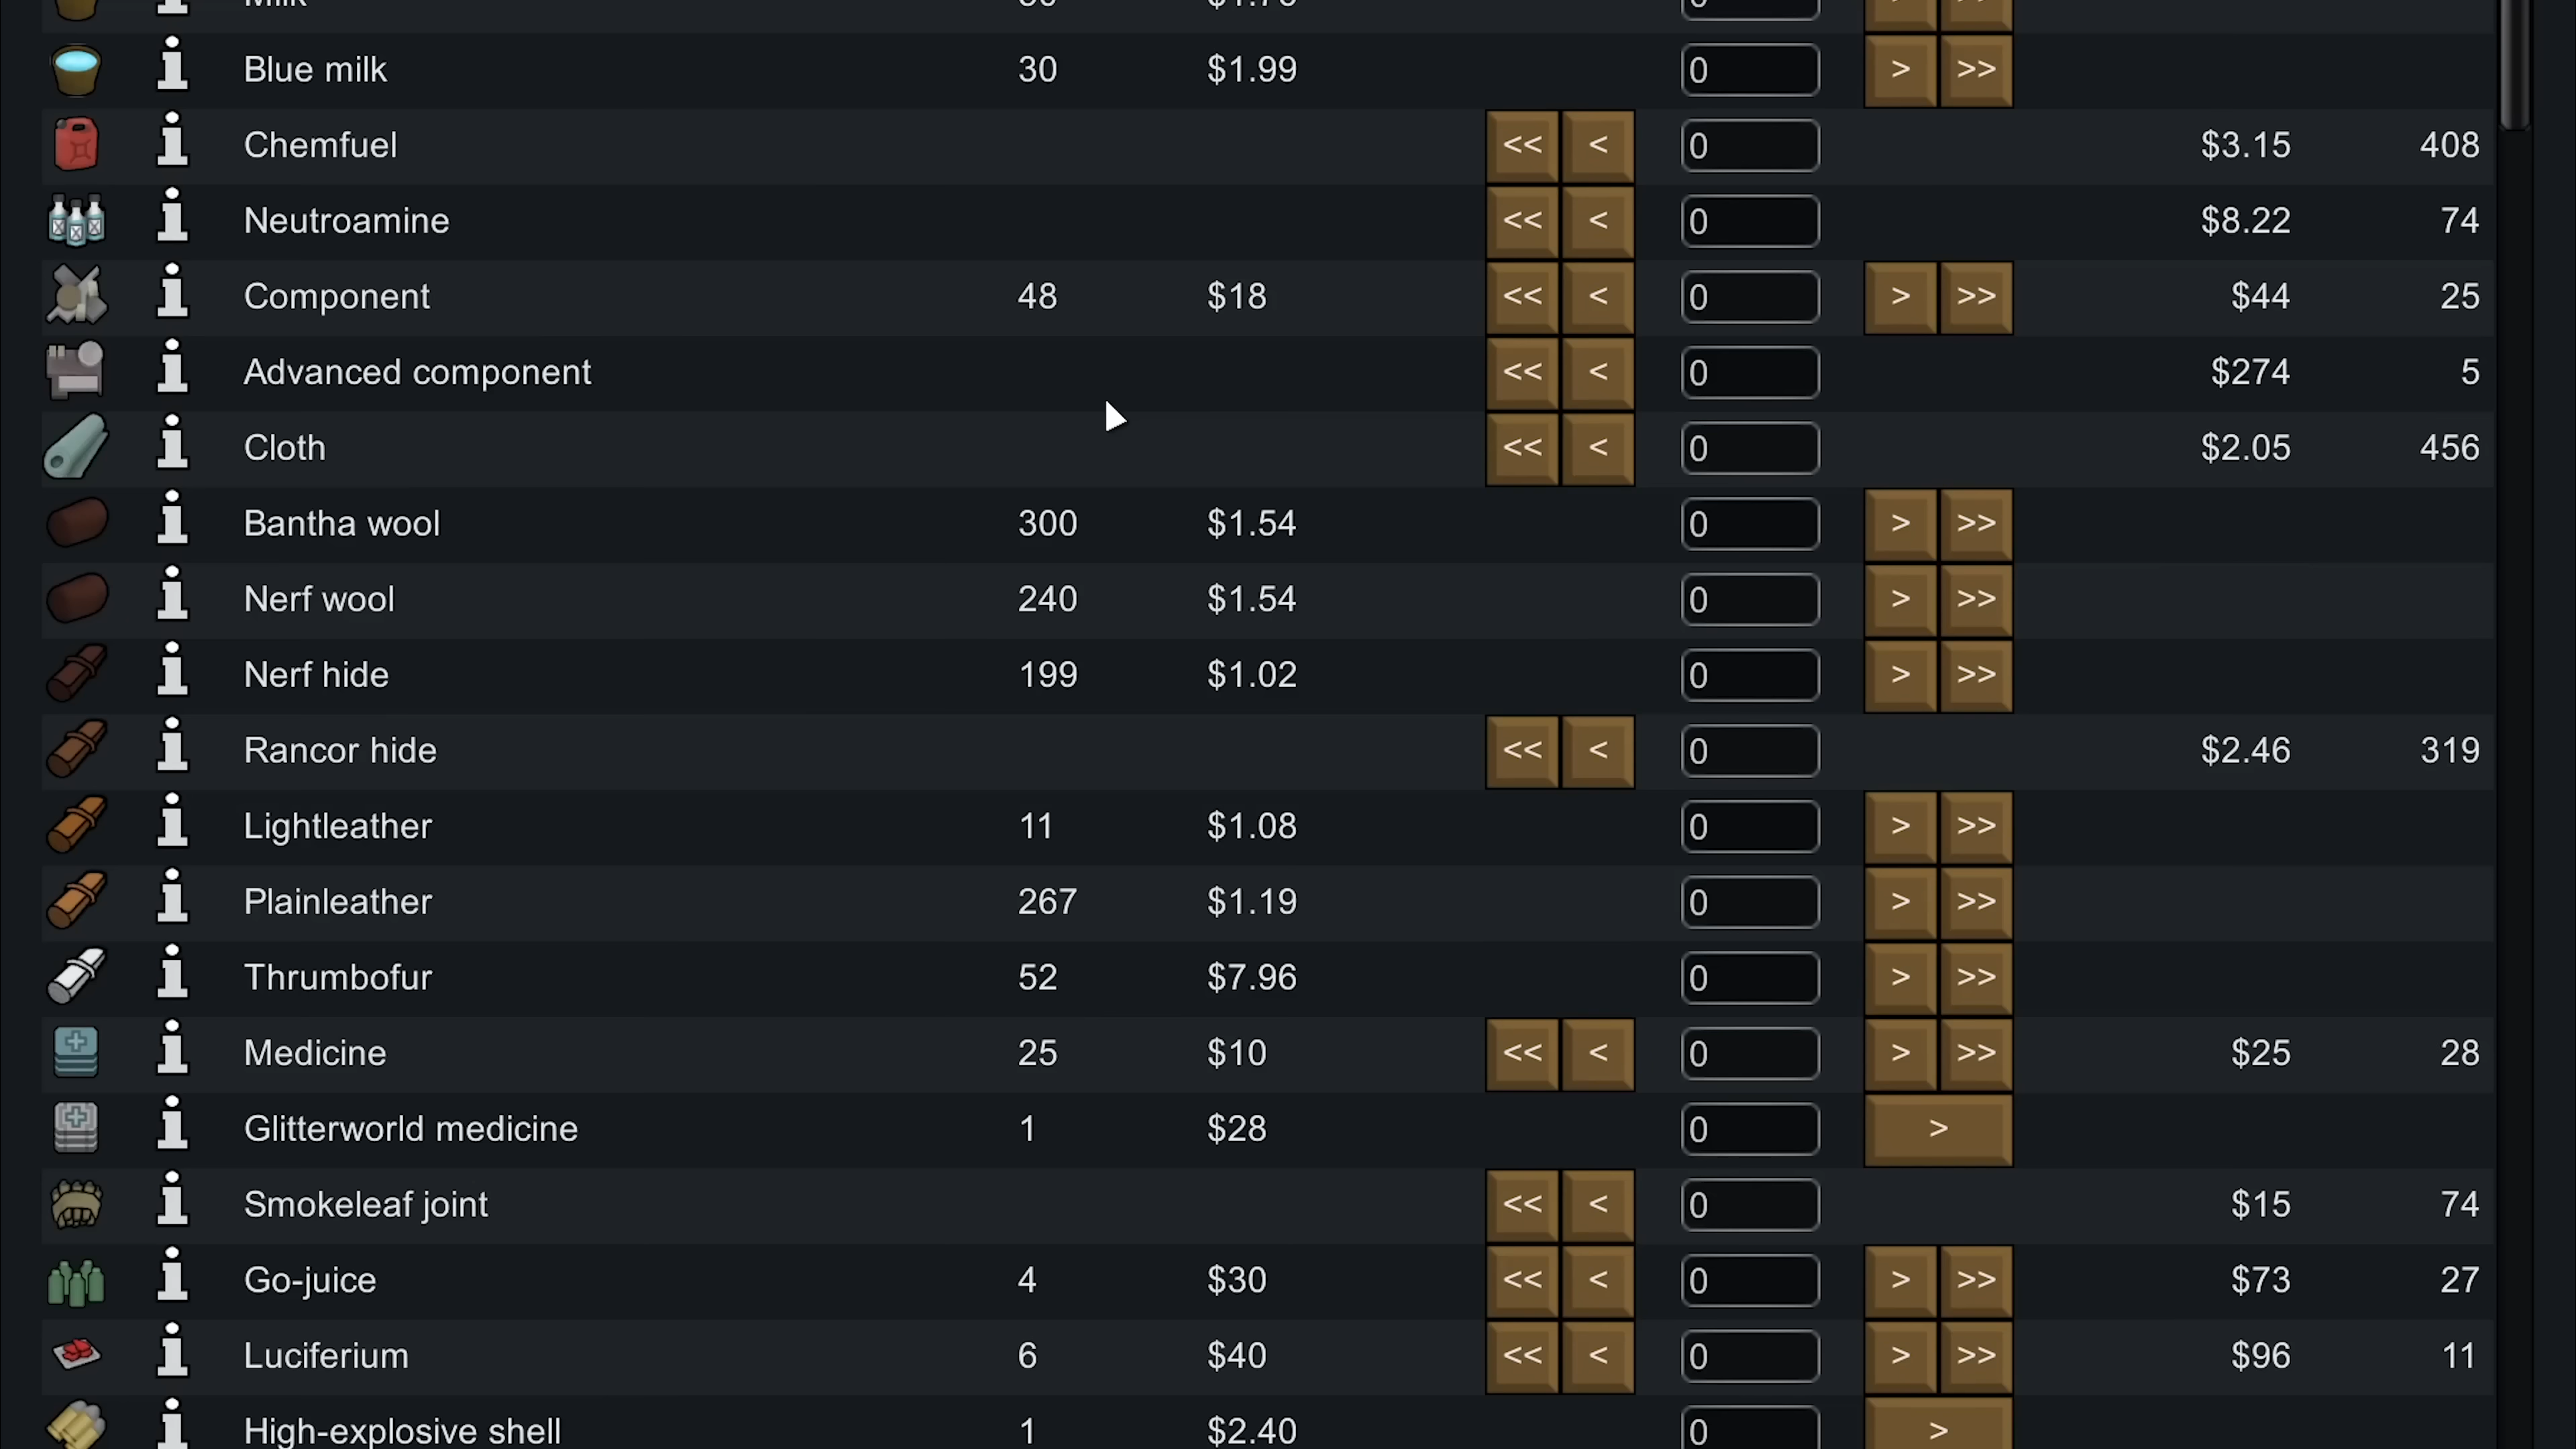 Blue milk 30 $1.99 0 > >>
Chemfuel << < 0 $3.15 408
Neutroamine << < 0 $8.22 74
Component 48 $18 << < 0 > >> $44 25
Advanced component << < 0 $274 5
Cloth << < 0 $2.05 456
Bantha wool 300 $1.54 0 > >>
Nerf wool 240 $1.54 0 > >>
Nerf hide 199 $1.02 0 > >>
Rancor hide << < 0 $2.46 319
Lightleather 11 $1.08 0 > >>
Plainleather 267 $1.19 0 > >>
Thrumbofur 52 $7.96 0 > >>
Medicine 25 $10 << < 0 > >> $25 28
Glitterworld medicine 1 $28 0 >
Smokeleaf joint << < 0 $15 74
Go-juice 4 $30 << < 0 > >> $73 27
Luciferium 6 $40 << < 0 > >> $96 11
High-explosive shell 1 $2.40 0 >